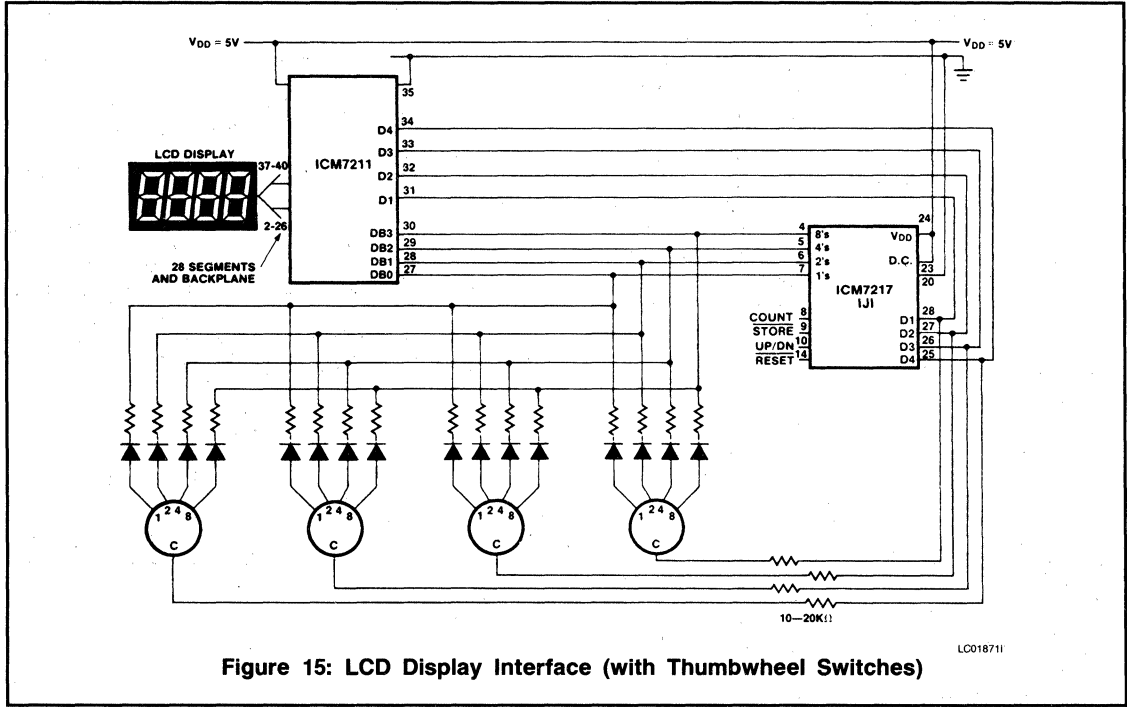 VDD = 5V
VDD = 5V
35
34
D4
33
D3
32
D2
31
D1
ICM7211
LCD DISPLAY
37-40
2-26
28 SEGMENTS
AND BACKPLANE
30
DB3
29
DB2
28
DB1
27
DB0
4
8's
5
4's
6
2's
7
1's
24
VDD
D.C.
23
20
ICM7217
IJI
COUNT
8
STORE
9
UP/DN
10
RESET
14
28
D1
27
D2
26
D3
25
D4
1 2 4 8
C
1 2 4 8
C
1 2 4 8
C
1 2 4 8
C
10—20KΩ
LC01871I
Figure 15: LCD Display Interface (with Thumbwheel Switches)